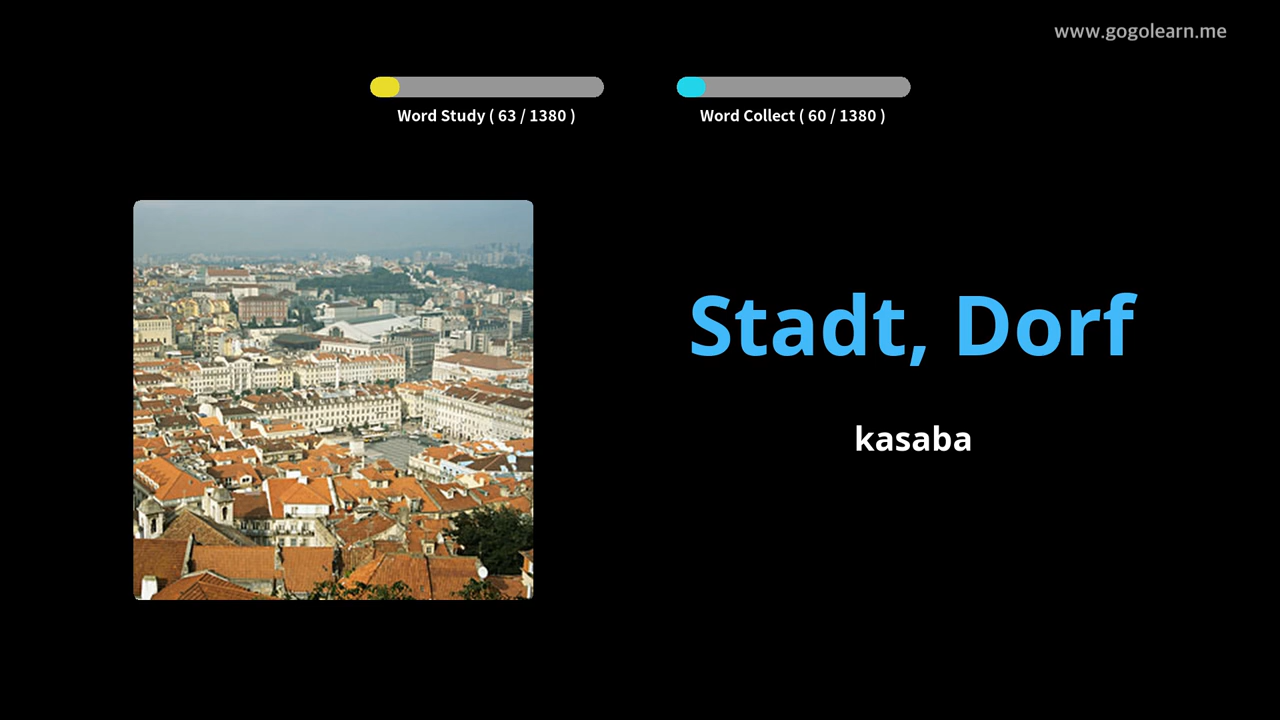 www.gogolearn.me
Word Study ( 63 / 1380 )
Word Collect ( 60 / 1380 )
Stadt, Dorf
kasaba